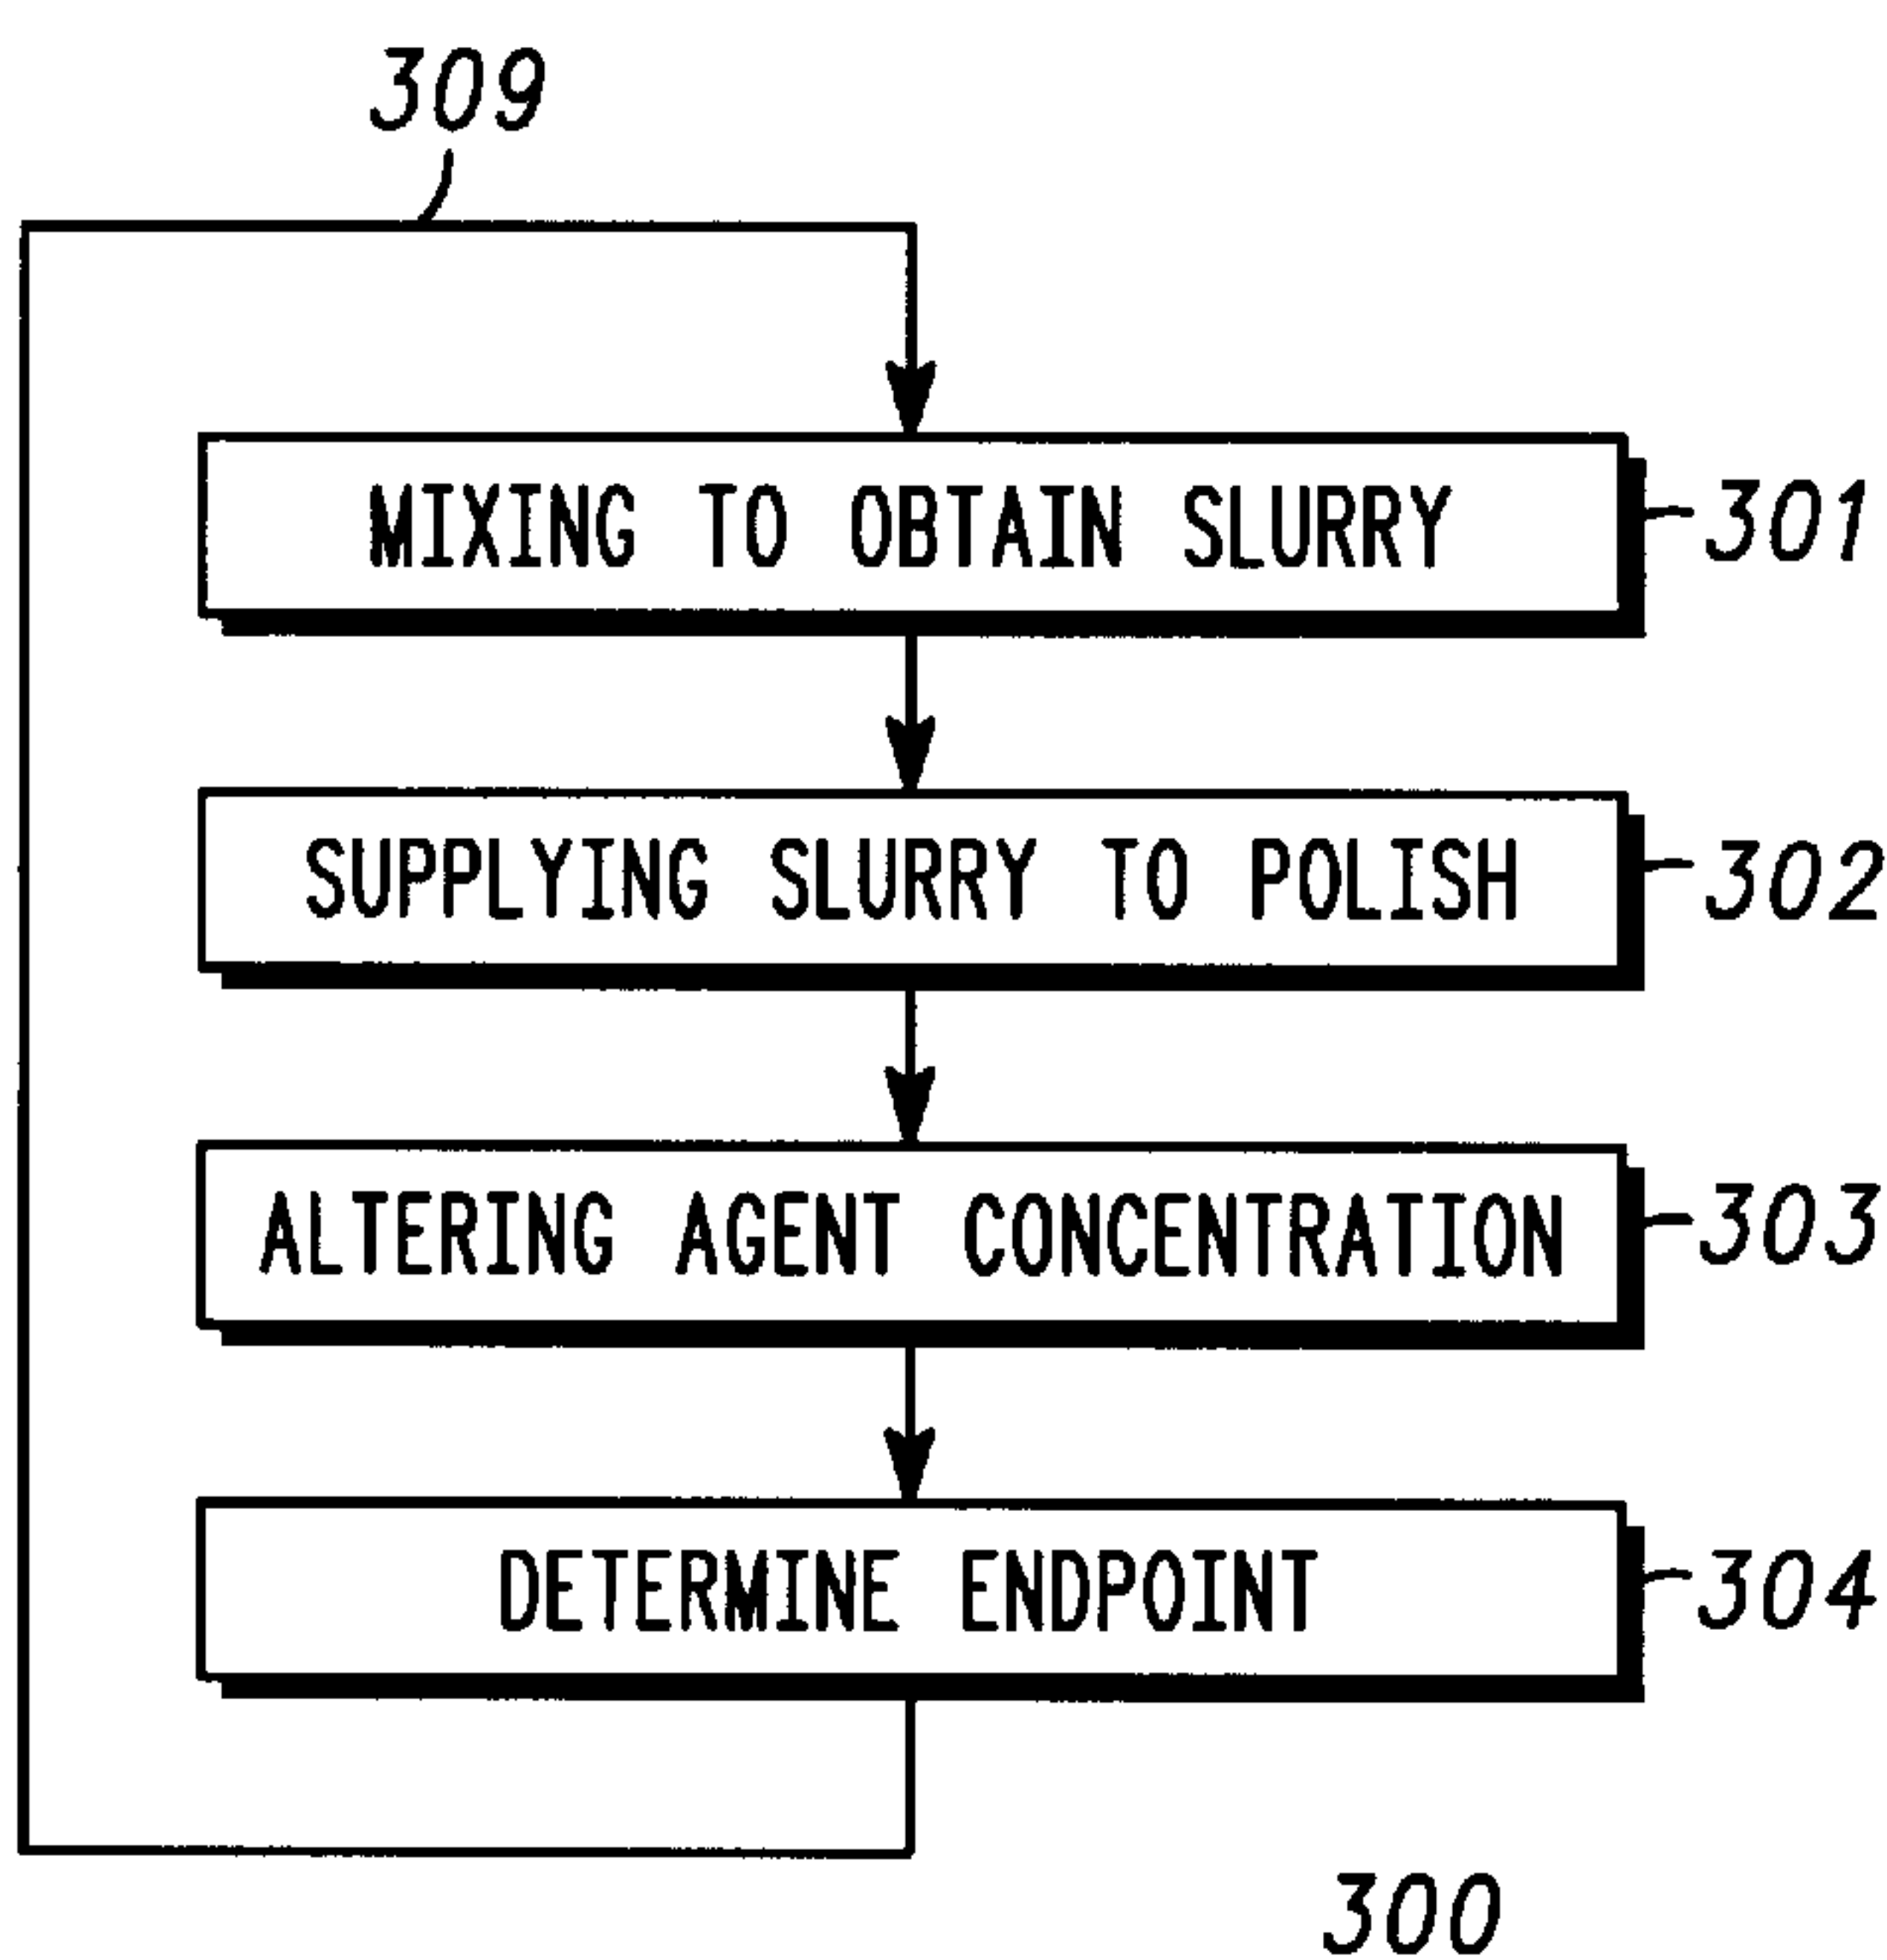 309
MIXING TO OBTAIN SLURRY 301
SUPPLYING SLURRY TO POLISH 302
ALTERING AGENT CONCENTRATION 303
DETERMINE ENDPOINT 304
300